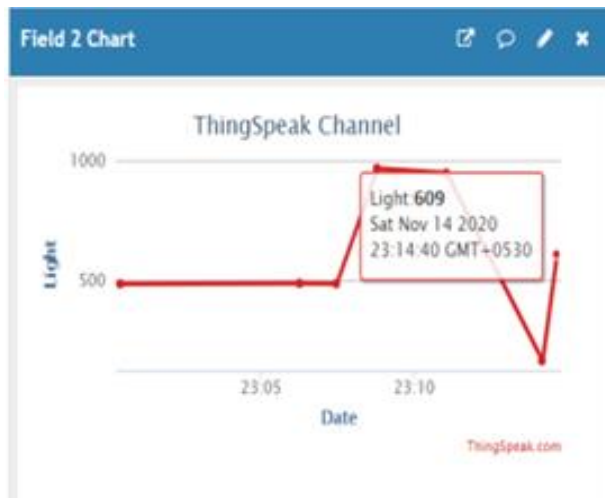 Field 2 Chart
ThingSpeak Channel
1000
Light:609
Sat Nov 14 2020
23:14:40 GMT+0530
Light
500
23:05 23:10
Date
ThingSpeak.com